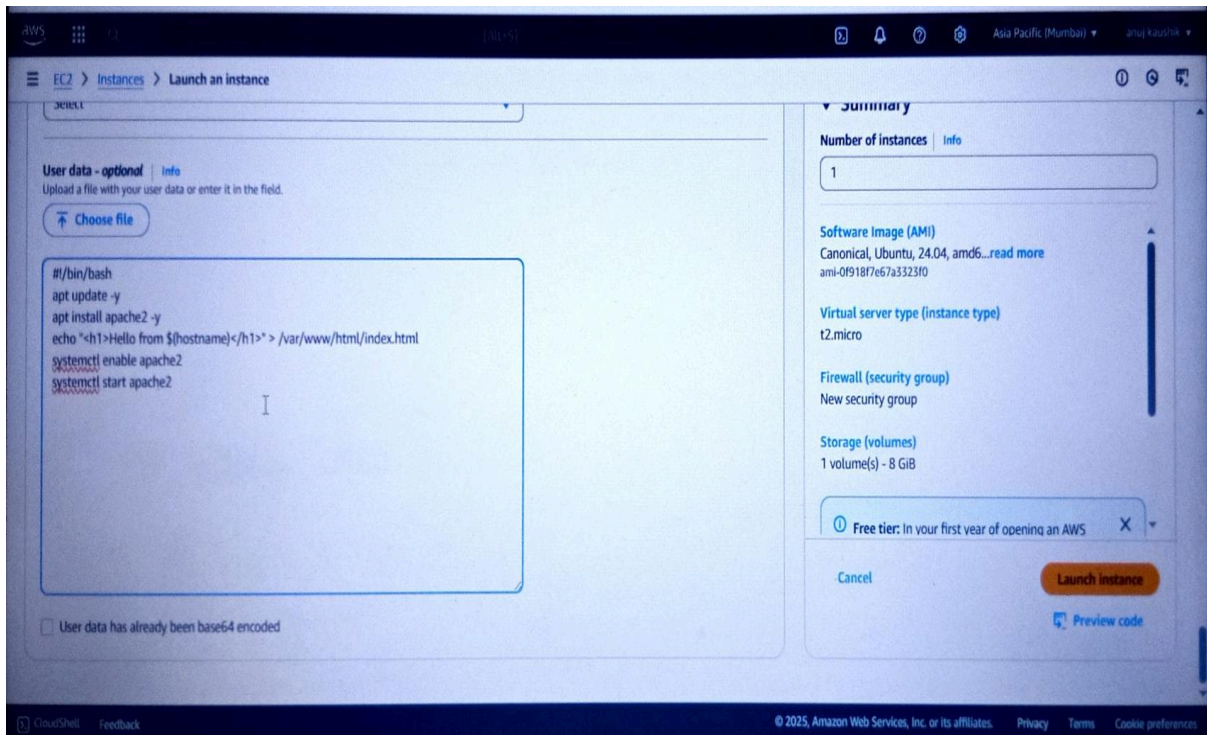 aws
[Alt+S]
Asia Pacific (Mumbai)
anuj kaushik
EC2 > Instances > Launch an instance
Select
User data - optional | Info
Upload a file with your user data or enter it in the field.
Choose file
#!/bin/bash
apt update -y
apt install apache2 -y
echo "<h1>Hello from $(hostname)</h1>" > /var/www/html/index.html
systemctl enable apache2
systemctl start apache2
User data has already been base64 encoded
Summary
Number of instances | Info
1
Software Image (AMI)
Canonical, Ubuntu, 24.04, amd6...read more
ami-0f918f7e67a3323f0
Virtual server type (instance type)
t2.micro
Firewall (security group)
New security group
Storage (volumes)
1 volume(s) - 8 GiB
Free tier: In your first year of opening an AWS
Cancel
Launch instance
Preview code
CloudShell
Feedback
© 2025, Amazon Web Services, Inc. or its affiliates.
Privacy
Terms
Cookie preferences